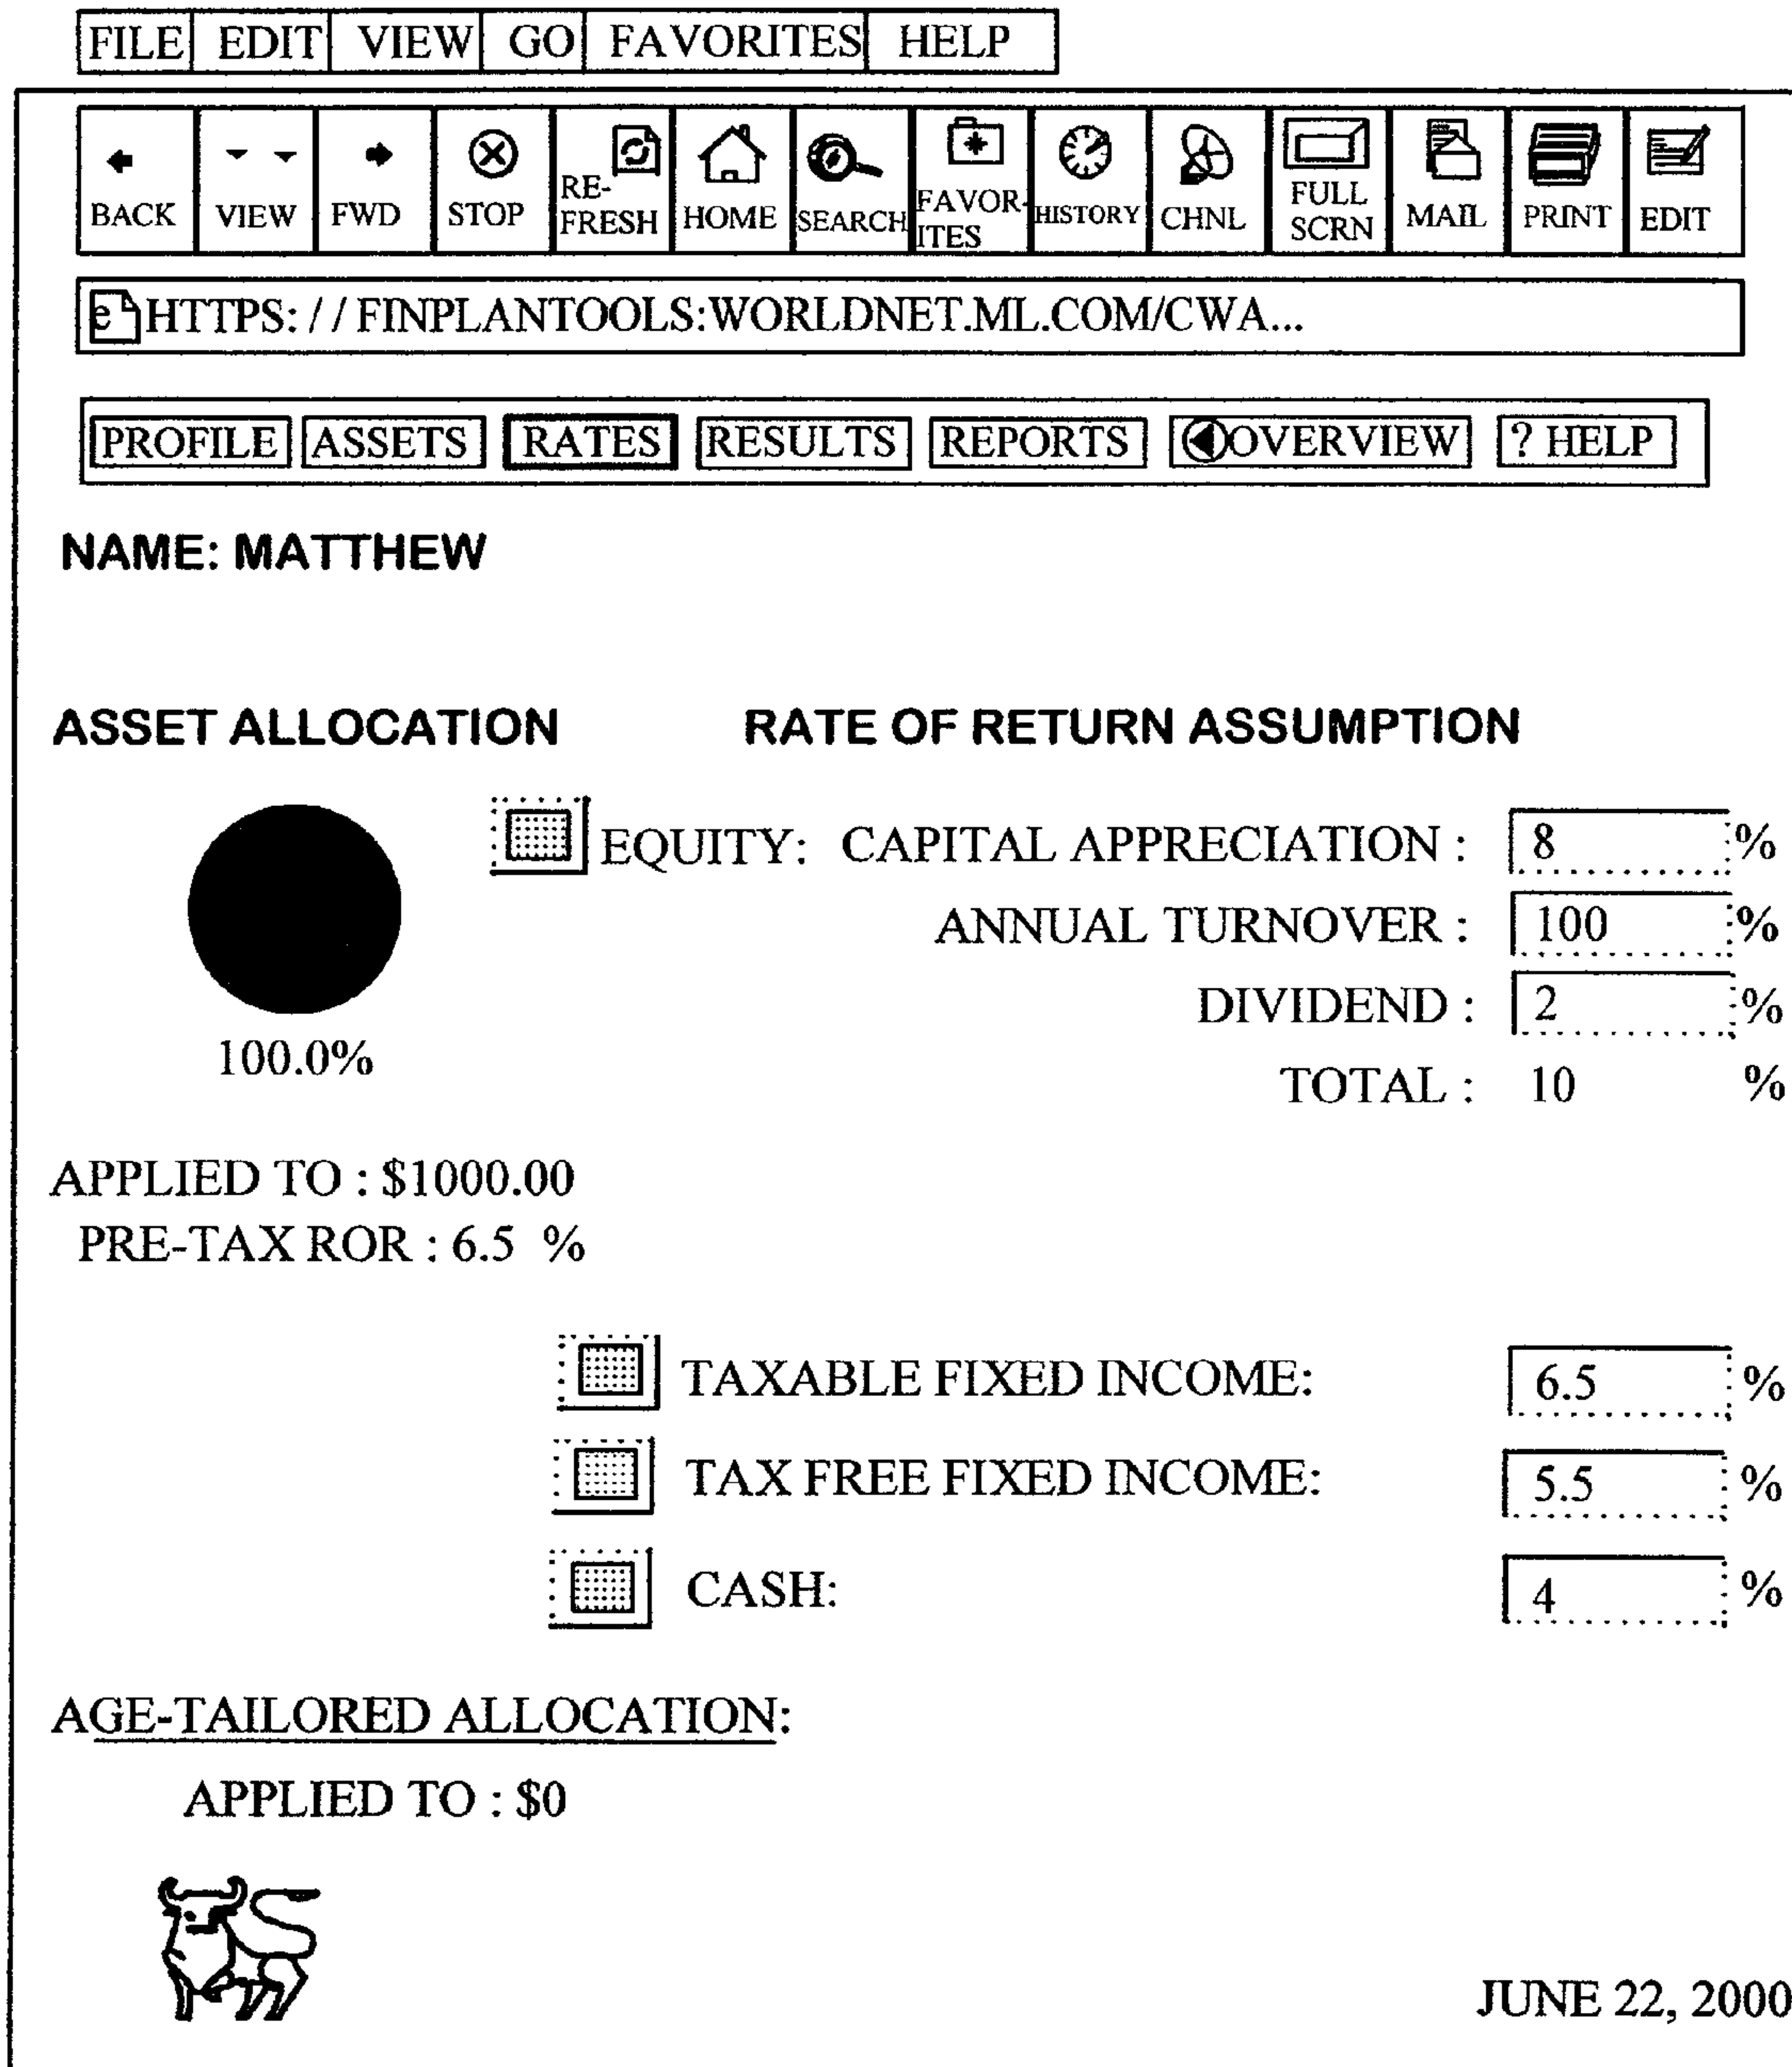 FILE EDIT VIEW GO FAVORITES HELP
BACK VIEW FWD STOP RE-FRESH HOME SEARCH FAVOR-ITES HISTORY CHNL FULL SCRN MAIL PRINT EDIT
HTTPS: / / FINPLANTOOLS:WORLDNET.ML.COM/CWA...
PROFILE ASSETS RATES RESULTS REPORTS OVERVIEW ? HELP
NAME: MATTHEW
ASSET ALLOCATION RATE OF RETURN ASSUMPTION
EQUITY: CAPITAL APPRECIATION : 8 %
ANNUAL TURNOVER : 100 %
DIVIDEND : 2 %
100.0%
TOTAL : 10 %
APPLIED TO : $1000.00
PRE-TAX ROR : 6.5 %
TAXABLE FIXED INCOME: 6.5 %
TAX FREE FIXED INCOME: 5.5 %
CASH: 4 %
AGE-TAILORED ALLOCATION:
APPLIED TO : $0
JUNE 22, 2000